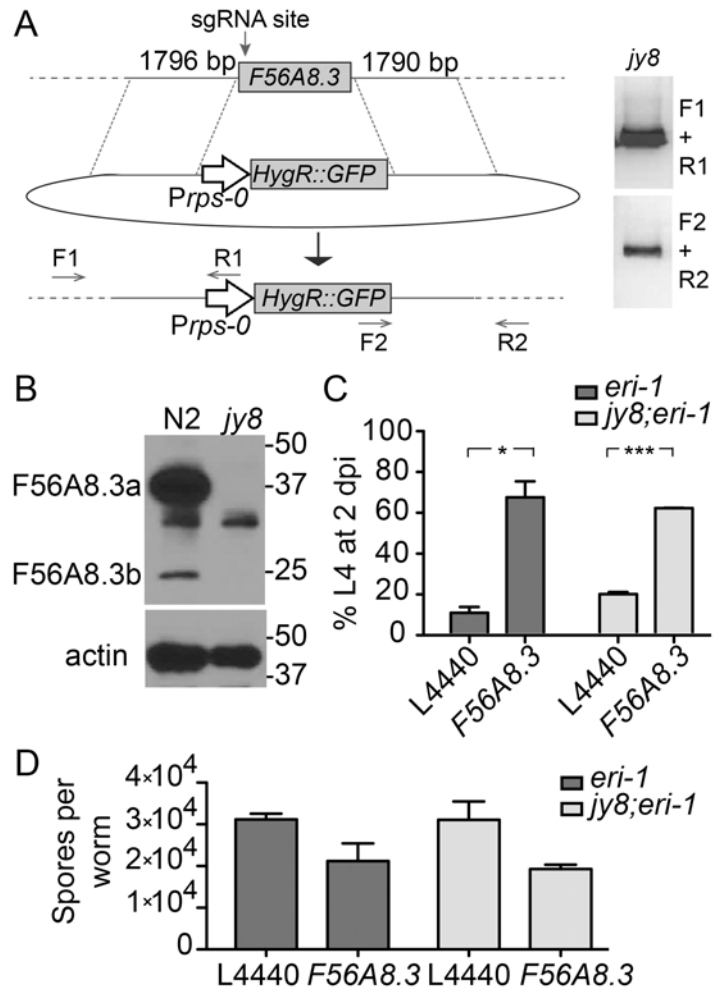 A
sgRNA site
1796 bp
F56A8.3
1790 bp
Prps-0
HygR::GFP
F1
R1
Prps-0
HygR::GFP
F2
R2
jy8
F1
+
R1
F2
+
R2
B
N2 jy8
F56A8.3a
F56A8.3b
-50
-37
-25
actin
-50
-37
C
eri-1
jy8;eri-1
% L4 at 2 dpi
100
80
60
40
20
0
*
***
L4440
F56A8.3
L4440
F56A8.3
D
eri-1
jy8;eri-1
Spores per
worm
4×10⁴
3×10⁴
2×10⁴
1×10⁴
0
L4440 F56A8.3 L4440 F56A8.3